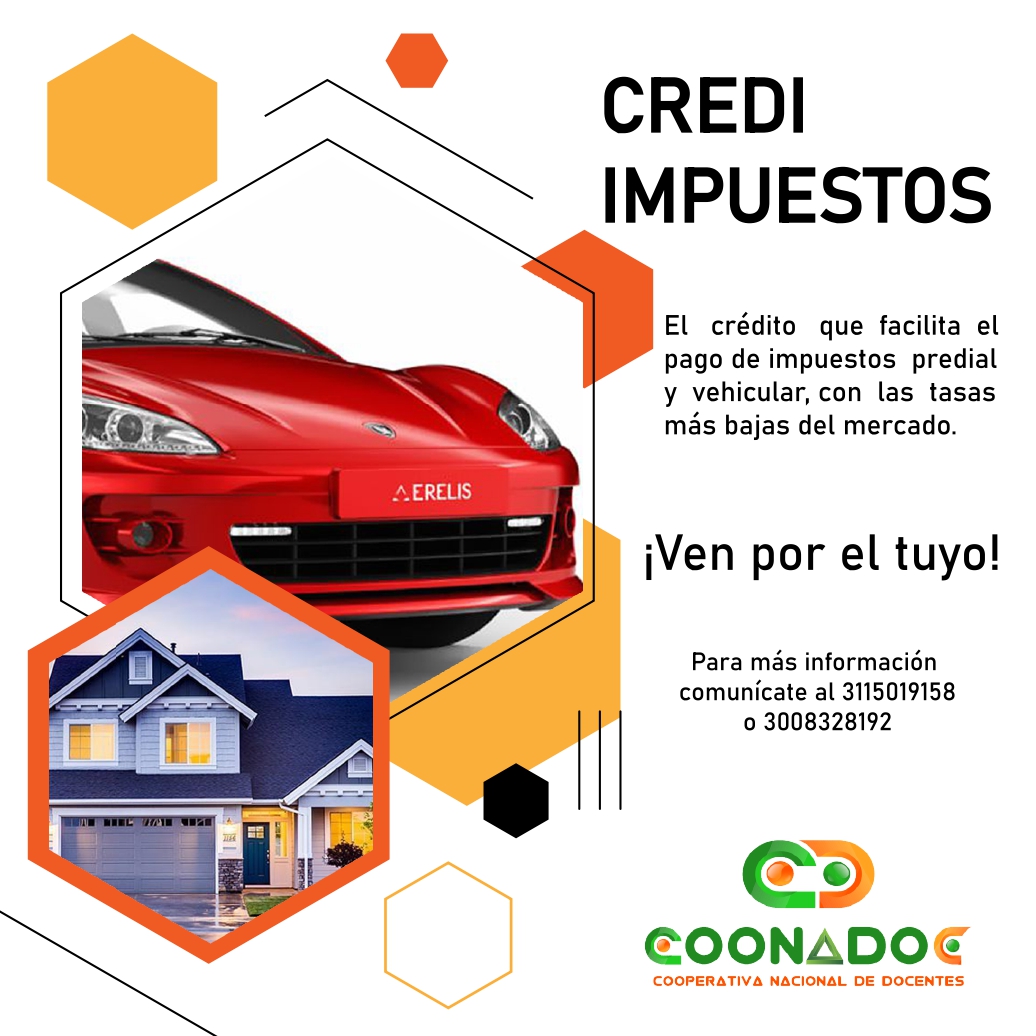 CREDI
IMPUESTOS
El crédito que facilita el
pago de impuestos predial
y vehicular, con las tasas
más bajas del mercado.
¡Ven por el tuyo!
Para más información
comunícate al 3115019158
o 3008328192
ERELIS
COONADOC
COOPERATIVA NACIONAL DE DOCENTES